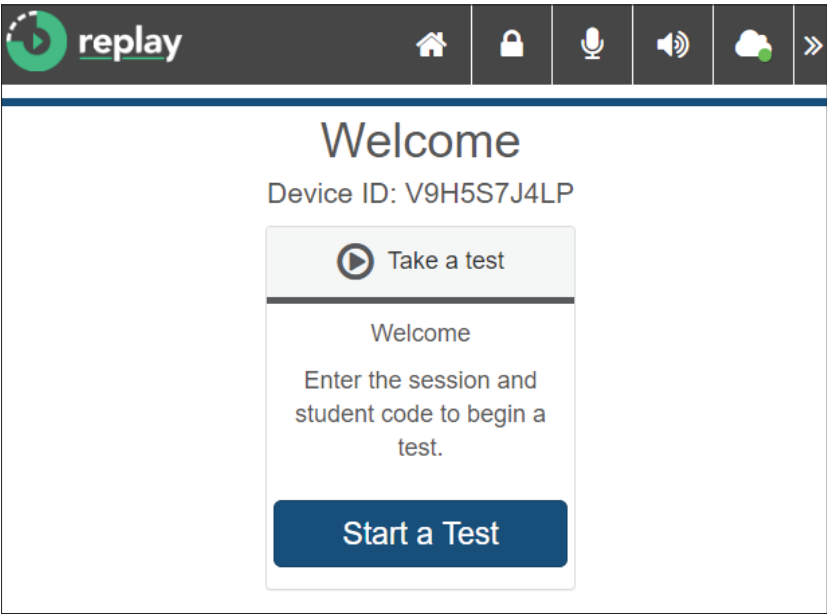 replay
Welcome
Device ID: V9H5S7J4LP
Take a test
Welcome
Enter the session and
student code to begin a
test.
Start a Test